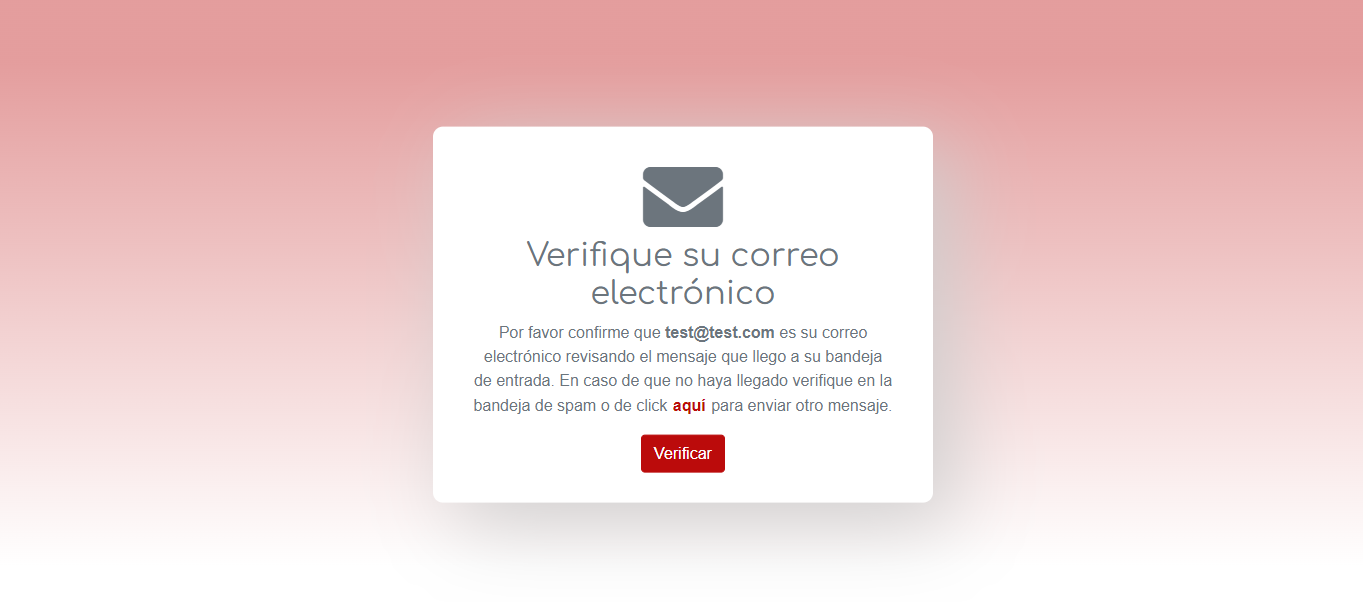 Verifique su correo
electrónico
Por favor confirme que test@test.com es su correo
electrónico revisando el mensaje que llego a su bandeja
de entrada. En caso de que no haya llegado verifique en la
bandeja de spam o de click aquí para enviar otro mensaje.
Verificar